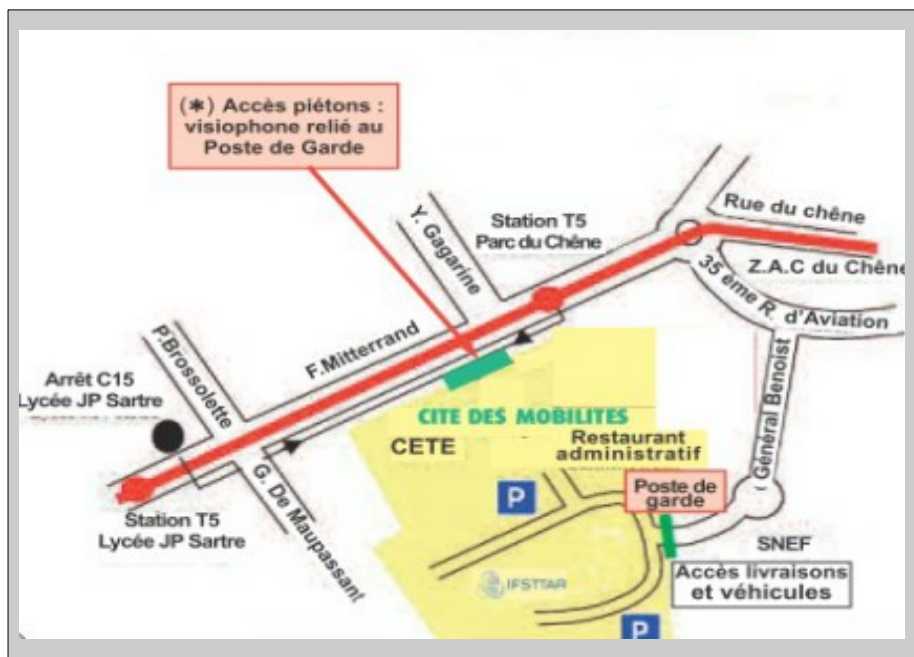 (*) Accès piétons :
visiophone relié au
Poste de Garde
Y. Gagarine
Station T5
Parc du Chêne
Rue du chêne
Z.A.C du Chêne
35 ème R. d'Aviation
P.Brossolette
F.Mitterrand
Arrêt C15
Lycée JP Sartre
Général Benoist
CITE DES MOBILITES
CETE
Restaurant
administratif
G. De Maupassant
Station T5
Lycée JP Sartre
P
Poste de
garde
SNEF
Accès livraisons
et véhicules
IFSTTAR
P